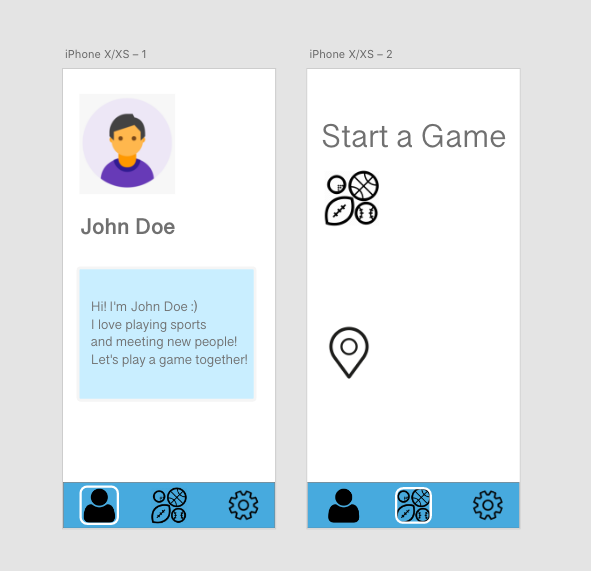 iPhone X/XS – 1
John Doe
Hi! I'm John Doe :)
I love playing sports
and meeting new people!
Let's play a game together!
iPhone X/XS – 2
Start a Game